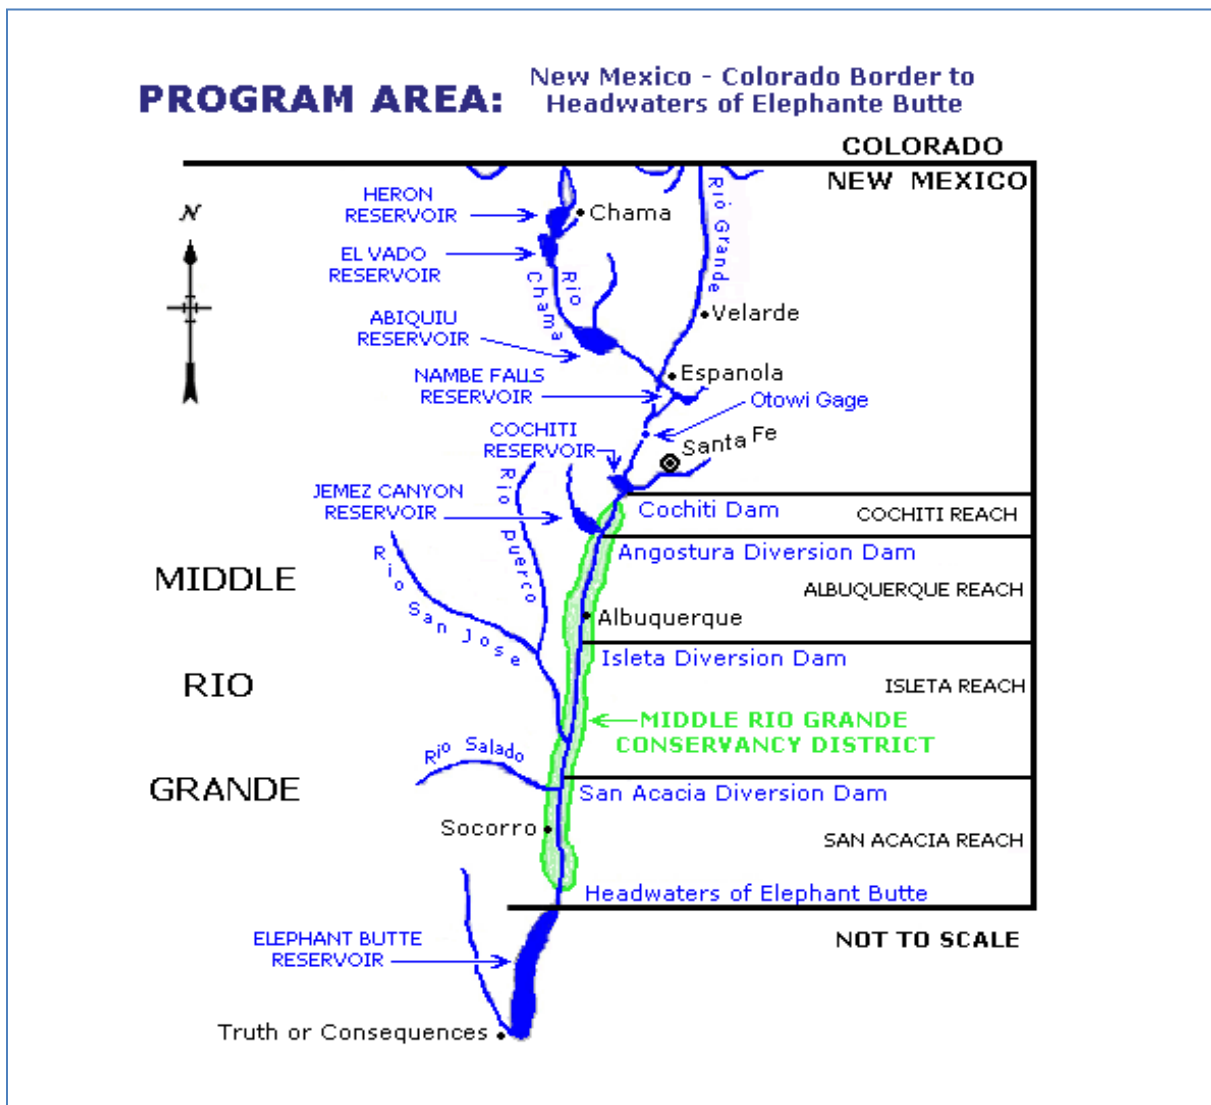 PROGRAM AREA:
New Mexico - Colorado Border to
Headwaters of Elephante Butte
COLORADO
NEW MEXICO
N
HERON
RESERVOIR
Chama
Rio Grande
EL VADO
RESERVOIR
Rio
Chama
ABIQUIU
RESERVOIR
Velarde
NAMBE FALLS
RESERVOIR
Espanola
Otowi Gage
COCHITI
RESERVOIR
Santa Fe
JEMEZ CANYON
RESERVOIR
Rio Puerco
Cochiti Dam
COCHITI REACH
Angostura Diversion Dam
MIDDLE
ALBUQUERQUE REACH
Rio San Jose
Albuquerque
Isleta Diversion Dam
RIO
ISLETA REACH
MIDDLE RIO GRANDE
CONSERVANCY DISTRICT
Rio Salado
GRANDE
San Acacia Diversion Dam
Socorro
SAN ACACIA REACH
Headwaters of Elephant Butte
ELEPHANT BUTTE
RESERVOIR
NOT TO SCALE
Truth or Consequences